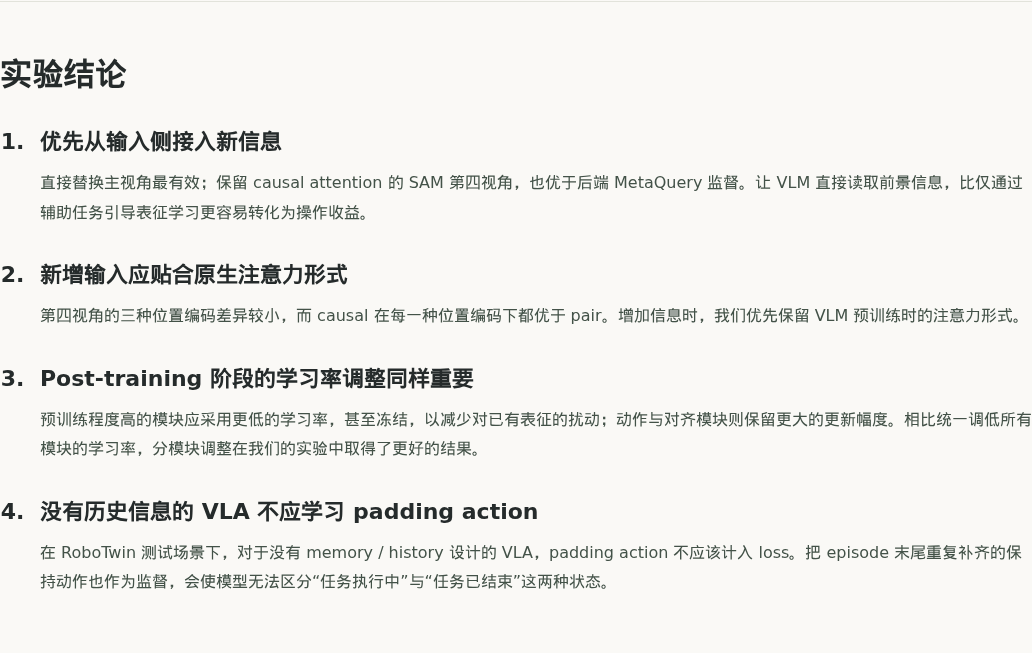 实验结论
1. 优先从输入侧接入新信息
直接替换主视角最有效；保留 causal attention 的 SAM 第四视角，也优于后端 MetaQuery 监督。让 VLM 直接读取前景信息，比仅通过
辅助任务引导表征学习更容易转化为操作收益。
2. 新增输入应贴合原生注意力形式
第四视角的三种位置编码差异较小，而 causal 在每一种位置编码下都优于 pair。增加信息时，我们优先保留 VLM 预训练时的注意力形式。
3. Post-training 阶段的学习率调整同样重要
预训练程度高的模块应采用更低的学习率，甚至冻结，以减少对已有表征的扰动；动作与对齐模块则保留更大的更新幅度。相比统一调低所有
模块的学习率，分模块调整在我们的实验中取得了更好的结果。
4. 没有历史信息的 VLA 不应学习 padding action
在 RoboTwin 测试场景下，对于没有 memory / history 设计的 VLA，padding action 不应该计入 loss。把 episode 末尾重复补齐的保
持动作也作为监督，会使模型无法区分“任务执行中”与“任务已结束”这两种状态。